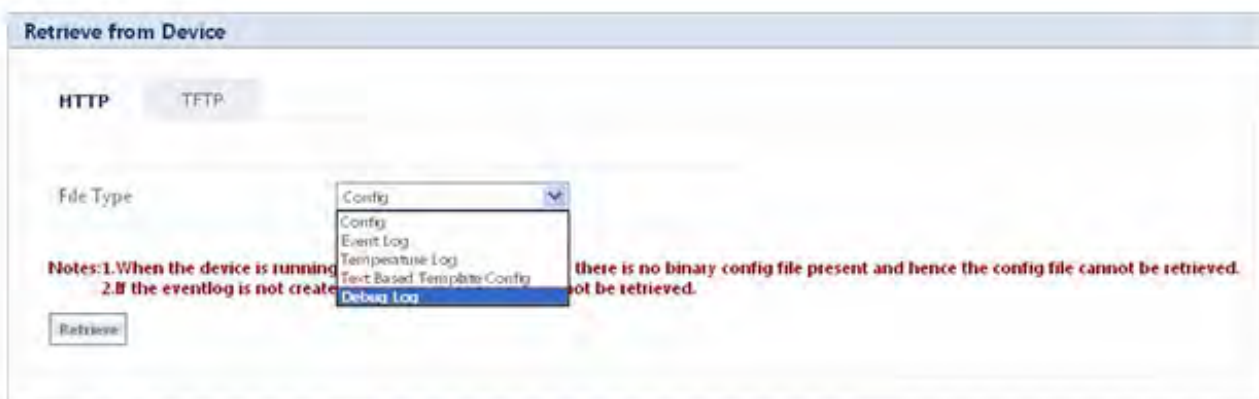 Retrieve from Device
HTTP TFTP
File Type Config
Config
Event Log
Temperature Log
Text Based Template Config
Debug Log
Notes:1.When the device is running there is no binary config file present and hence the config file cannot be retrieved.
2.If the eventlog is not create ot be retrieved.
Retrieve